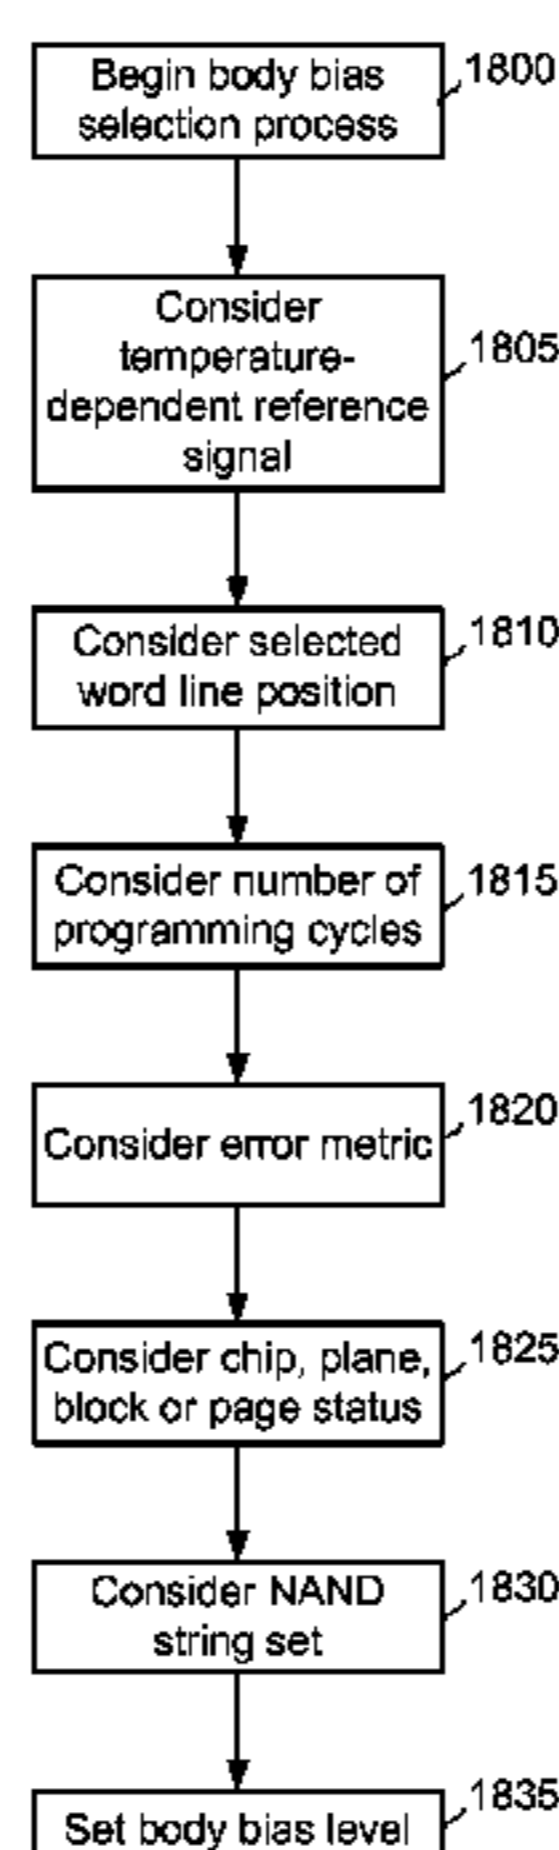 Begin body bias
selection process
1800
Consider
temperature-
dependent reference
signal
1805
Consider selected
word line position
1810
Consider number of
programming cycles
1815
Consider error metric
1820
Consider chip, plane,
block or page status
1825
Consider NAND
string set
1830
Set body bias level
1835